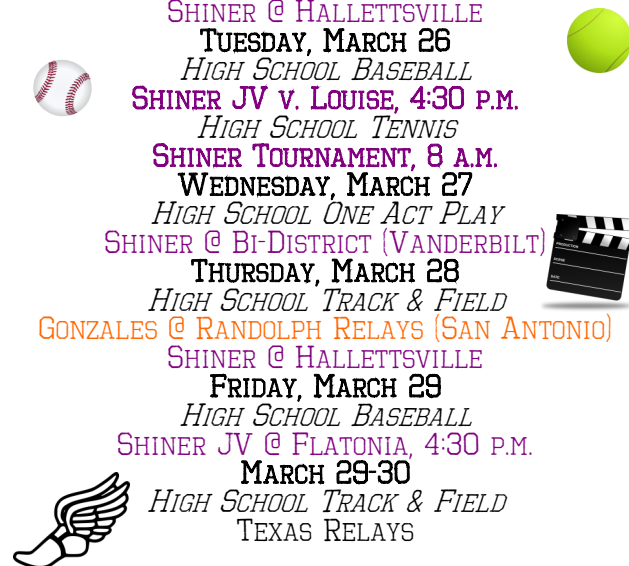 Shiner @ Hallettsville
Tuesday, March 26
High School Baseball
Shiner JV v. Louise, 4:30 p.m.
High School Tennis
Shiner Tournament, 8 a.m.
Wednesday, March 27
High School One Act Play
Shiner @ Bi-District (Vanderbilt)
PRODUCTION
SCENE
DATE
Thursday, March 28
High School Track & Field
Gonzales @ Randolph Relays (San Antonio)
Shiner @ Hallettsville
Friday, March 29
High School Baseball
Shiner JV @ Flatonia, 4:30 p.m.
March 29-30
High School Track & Field
Texas Relays